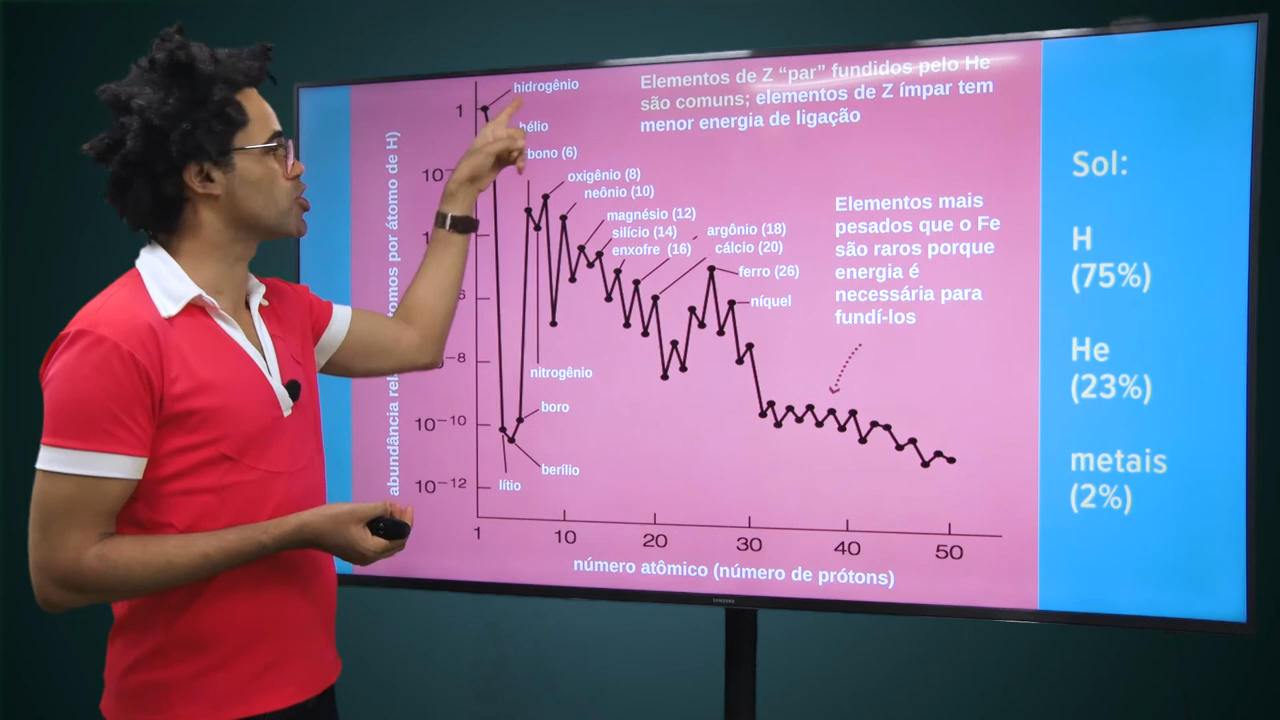 Elementos de Z “par” fundidos pelo He
são comuns; elementos de Z ímpar tem
menor energia de ligação
hidrogênio
hélio
bono (6)
oxigênio (8)
neônio (10)
magnésio (12)
silício (14)
enxofre (16)
argônio (18)
cálcio (20)
ferro (26)
níquel
nitrogênio
boro
berílio
lítio
Elementos mais
pesados que o Fe
são raros porque
energia é
necessária para
fundí-los
1
10⁻¹⁰
10⁻¹²
abundância
átomo de H)
1
10
20
30
40
50
número atômico (número de prótons)
Sol:
H
(75%)
He
(23%)
metais
(2%)
SAMSUNG